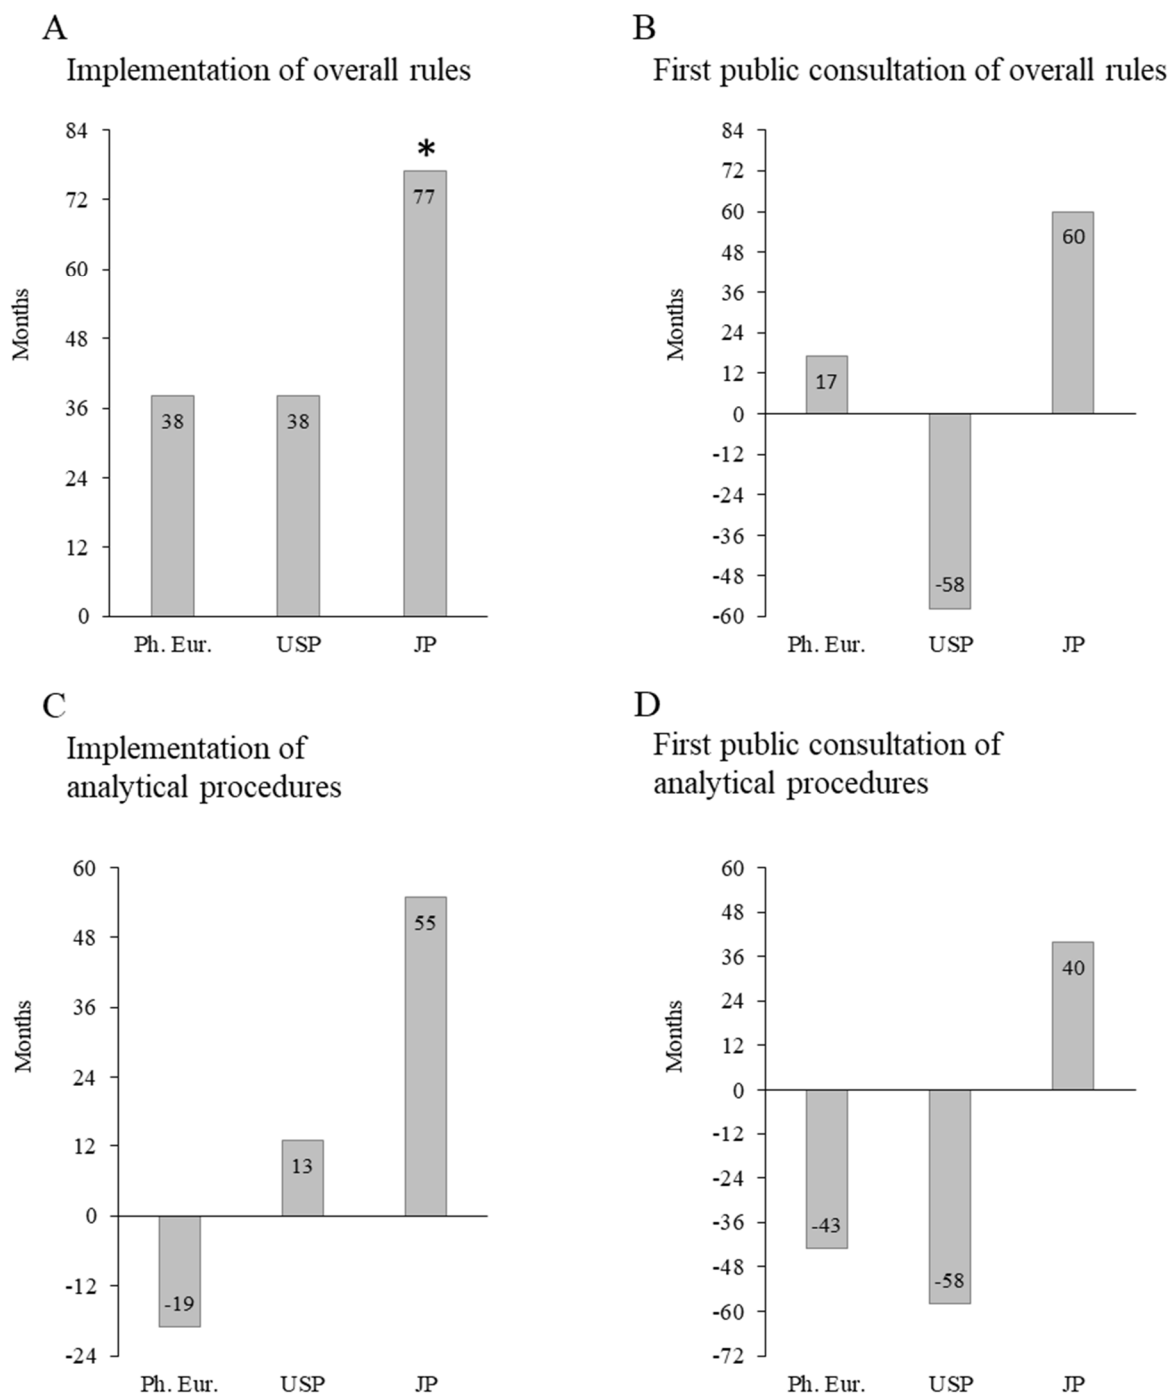 A
Implementation of overall rules
84
72
60
48
36
24
12
0
Months
*
38
38
77
Ph. Eur.
USP
JP
B
First public consultation of overall rules
84
72
60
48
36
24
12
0
-12
-24
-36
-48
-60
Months
17
-58
60
Ph. Eur.
USP
JP
C
Implementation of
analytical procedures
60
48
36
24
12
0
-12
-24
Months
-19
13
55
Ph. Eur.
USP
JP
D
First public consultation of
analytical procedures
60
48
36
24
12
0
-12
-24
-36
-48
-60
-72
Months
-43
-58
40
Ph. Eur.
USP
JP